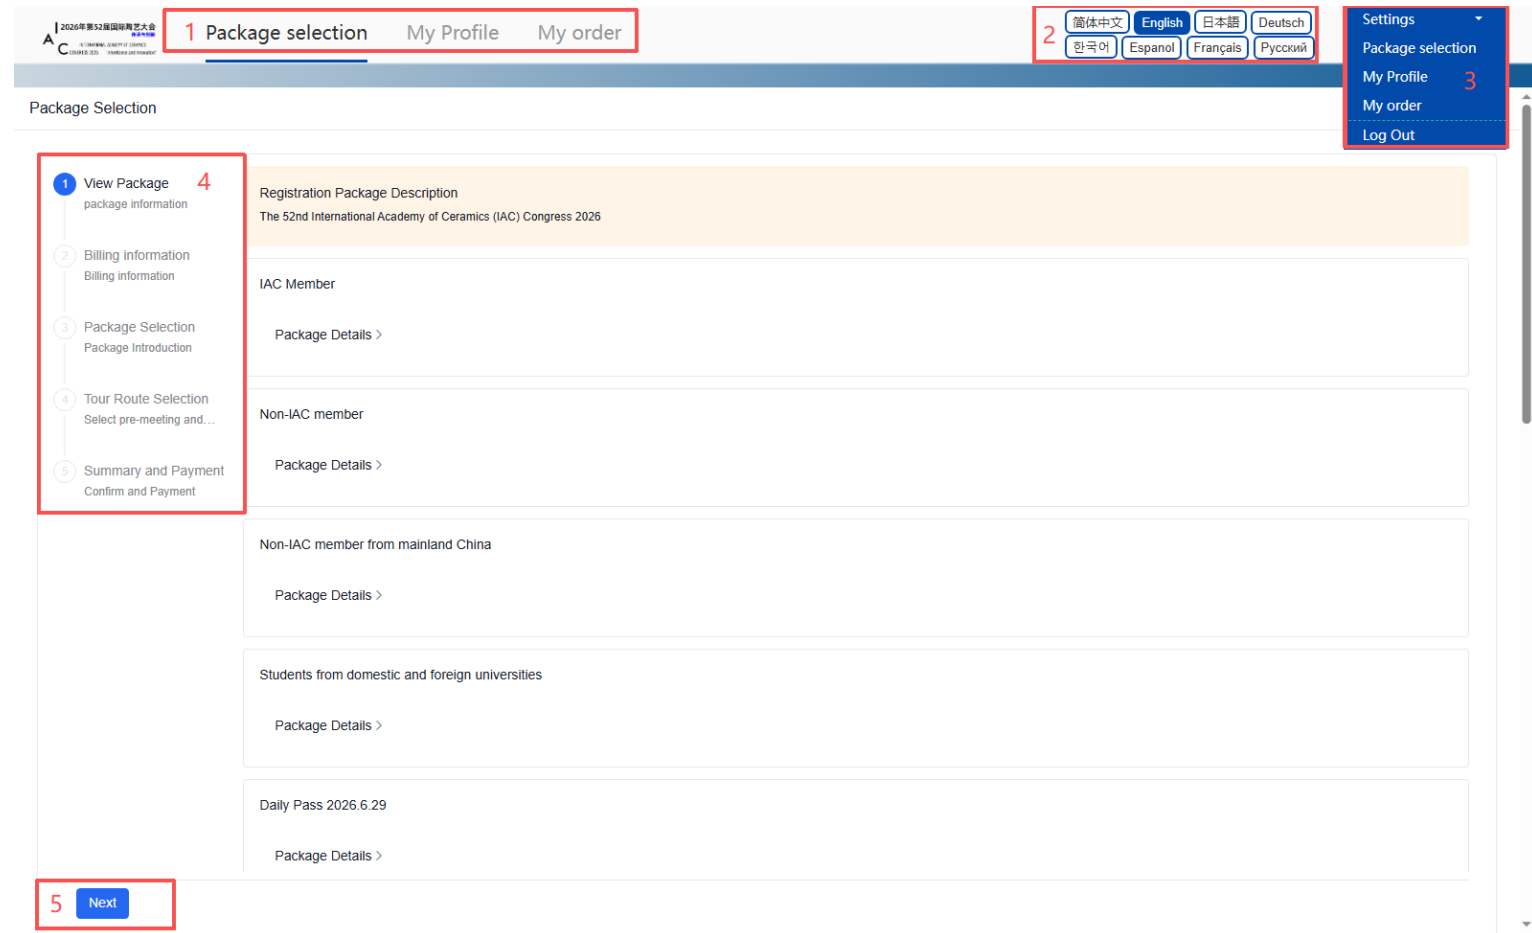 2026年第52届国际陶艺大会
A
C
1 Package selection My Profile My order
2 简体中文 English 日本語 Deutsch
한국어 Espanol Français Русский
Settings
Package selection
My Profile
3
My order
Log Out
Package Selection
1 View Package 4
package information
2 Billing information
Billing information
3 Package Selection
Package Introduction
4 Tour Route Selection
Select pre-meeting and...
5 Summary and Payment
Confirm and Payment
Registration Package Description
The 52nd International Academy of Ceramics (IAC) Congress 2026
IAC Member
Package Details >
Non-IAC member
Package Details >
Non-IAC member from mainland China
Package Details >
Students from domestic and foreign universities
Package Details >
Daily Pass 2026.6.29
Package Details >
5 Next